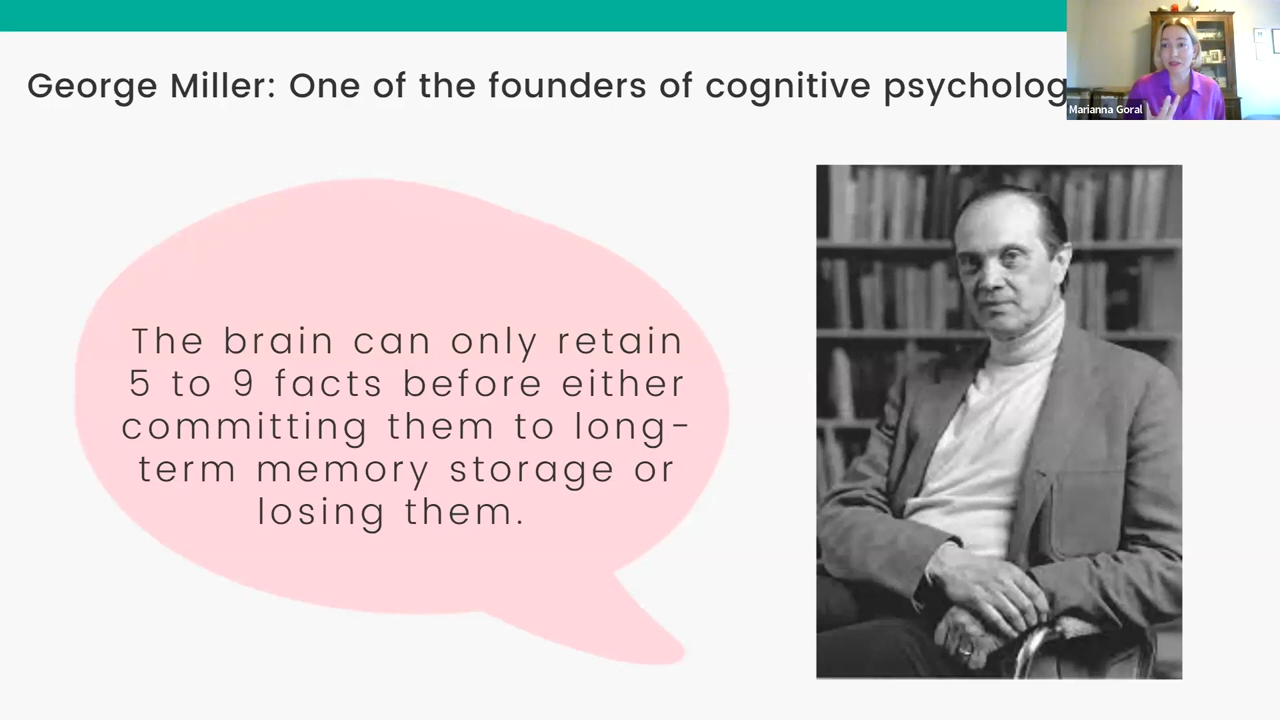 George Miller: One of the founders of cognitive psycholog
Marianna Goral
The brain can only retain
5 to 9 facts before either
committing them to long-
term memory storage or
losing them.